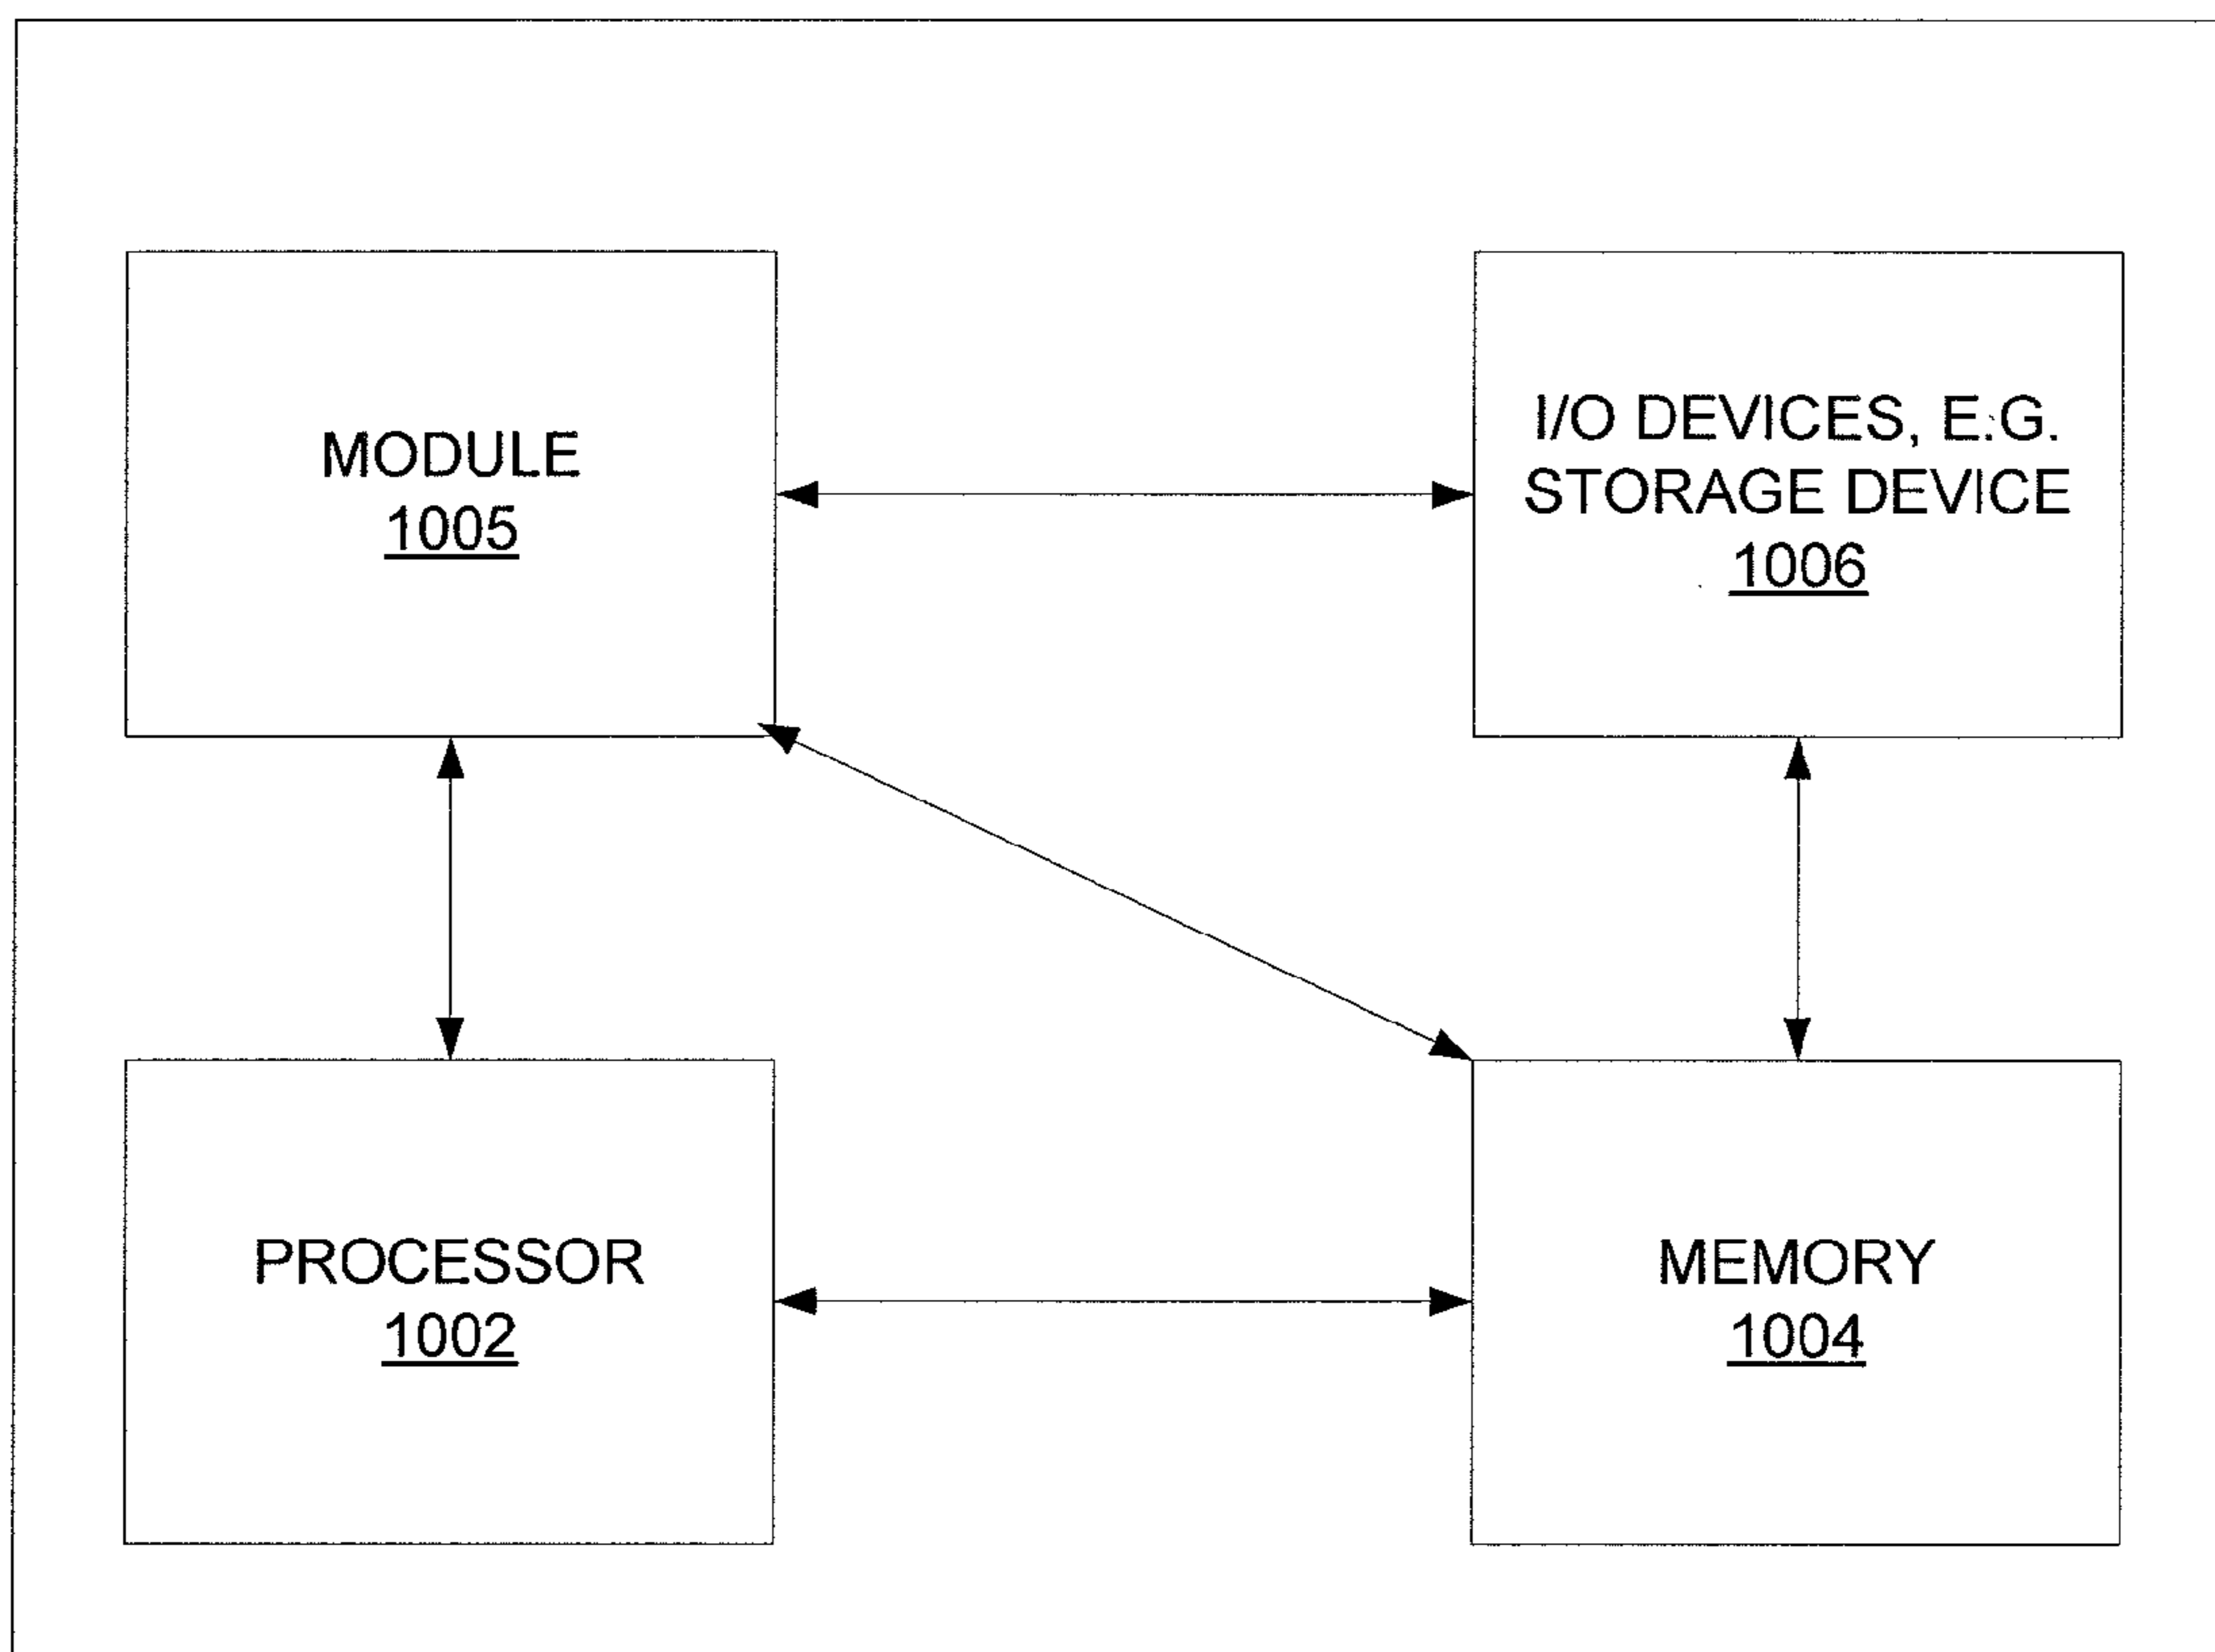 MODULE
1005
I/O DEVICES, E.G.
STORAGE DEVICE
1006
PROCESSOR
1002
MEMORY
1004